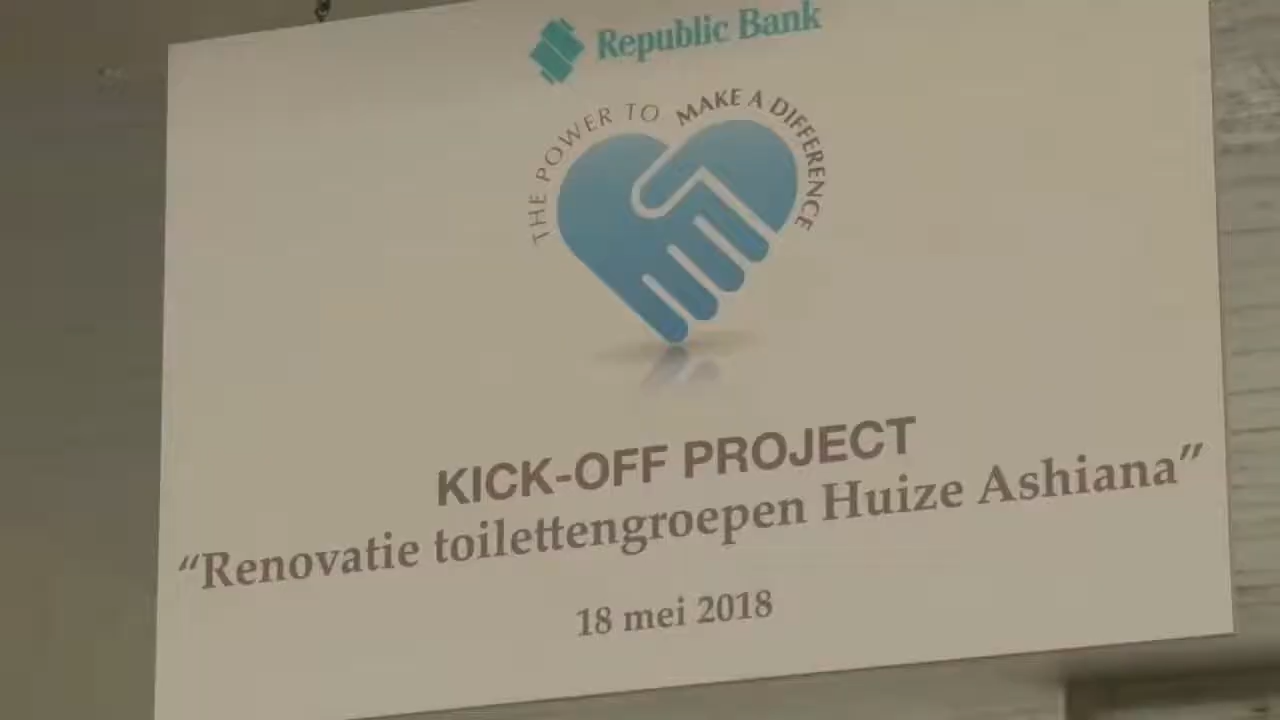 Republic Bank
THE POWER TO MAKE A DIFFERENCE
KICK-OFF PROJECT
“Renovatie toilettengroepen Huize Ashiana”
18 mei 2018